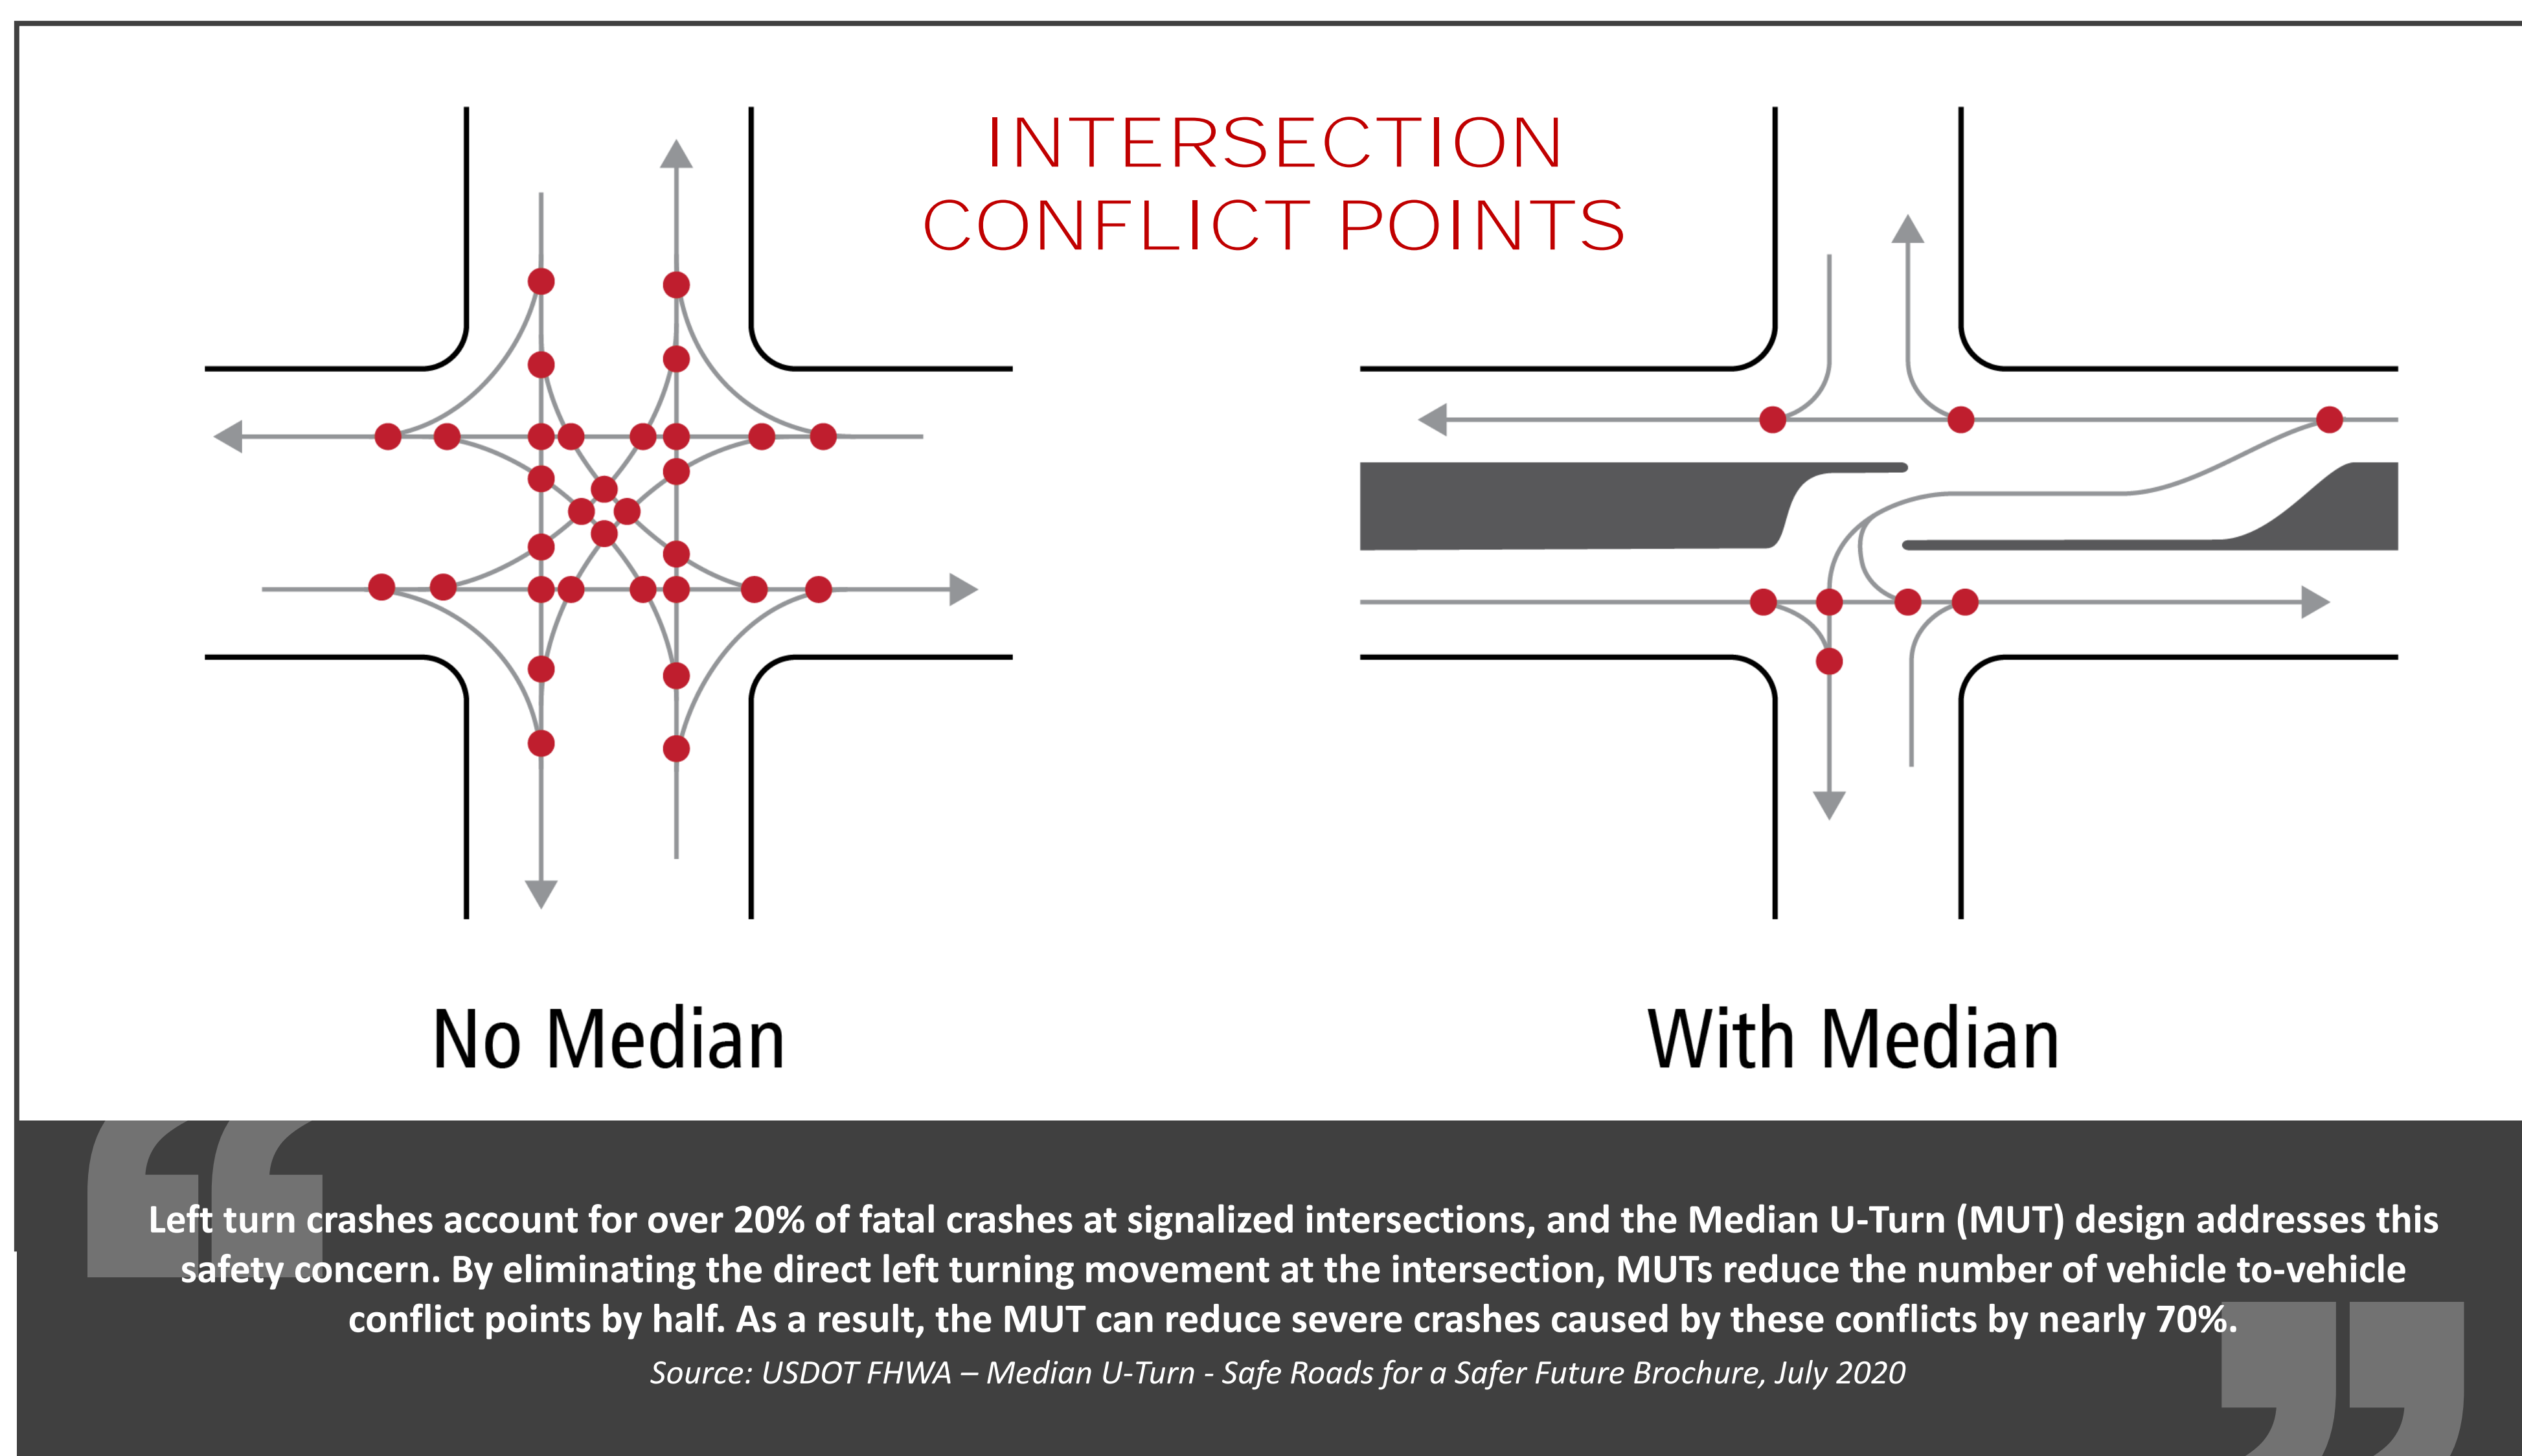 INTERSECTION
CONFLICT POINTS
No Median
With Median
Left turn crashes account for over 20% of fatal crashes at signalized intersections, and the Median U-Turn (MUT) design addresses this
safety concern. By eliminating the direct left turning movement at the intersection, MUTs reduce the number of vehicle to-vehicle
conflict points by half. As a result, the MUT can reduce severe crashes caused by these conflicts by nearly 70%.
Source: USDOT FHWA – Median U-Turn - Safe Roads for a Safer Future Brochure, July 2020